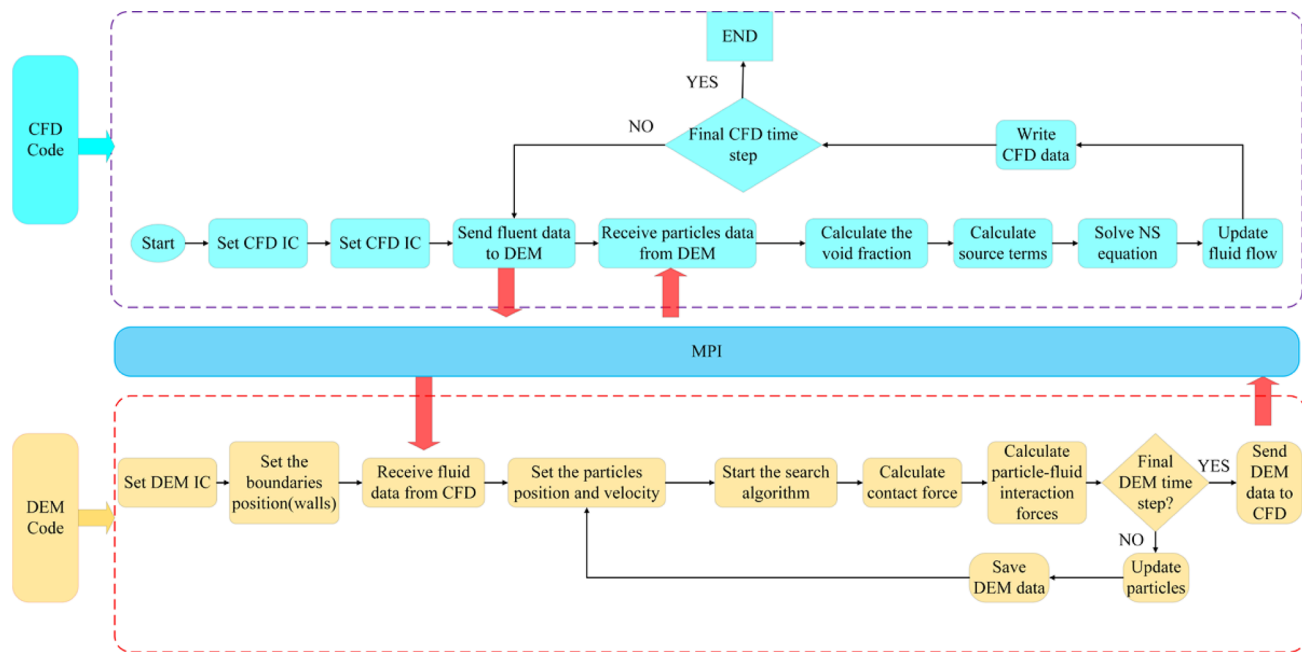 END
YES
CFD
Code
NO
Final CFD time
step
Write
CFD data
Start
Set CFD IC
Set CFD IC
Send fluent data
to DEM
Receive particles data
from DEM
Calculate the
void fraction
Calculate
source terms
Solve NS
equation
Update
fluid flow
MPI
DEM
Code
Set DEM IC
Set the
boundaries
position(walls)
Receive fluid
data from CFD
Set the particles
position and velocity
Start the search
algorithm
Calculate
contact force
Calculate
particle-fluid
interaction
forces
Final
DEM time
step?
YES
Send
DEM
data to
CFD
NO
Update
particles
Save
DEM data